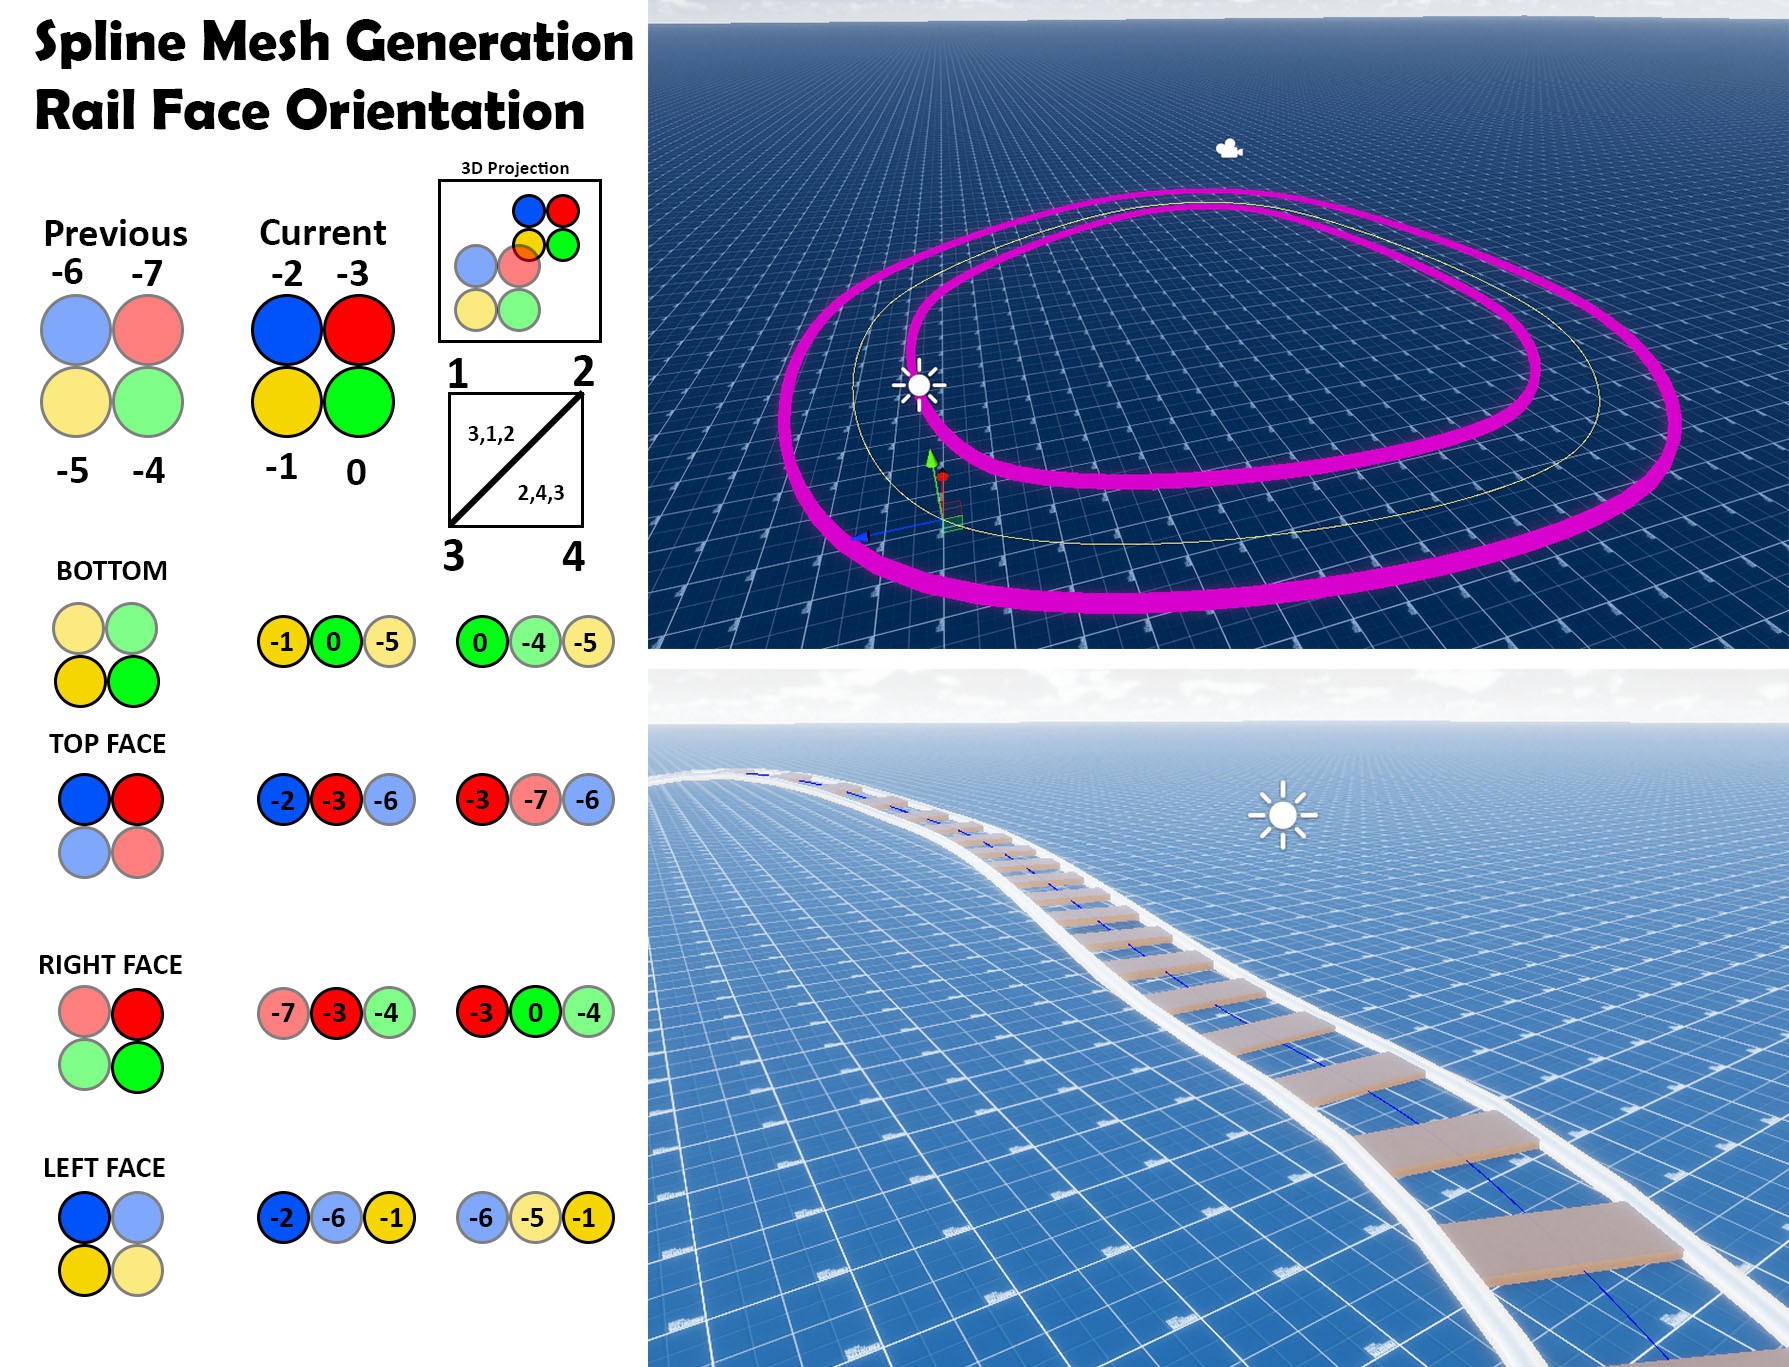 Spline Mesh Generation
Rail Face Orientation
3D Projection
Previous
Current
-6 -7
-2 -3
-5 -4
-1 0
1 2
3,1,2
2,4,3
3 4
BOTTOM
-1 0 -5
0 -4 -5
TOP FACE
-2 -3 -6
-3 -7 -6
RIGHT FACE
-7 -3 -4
-3 0 -4
LEFT FACE
-2 -6 -1
-6 -5 -1